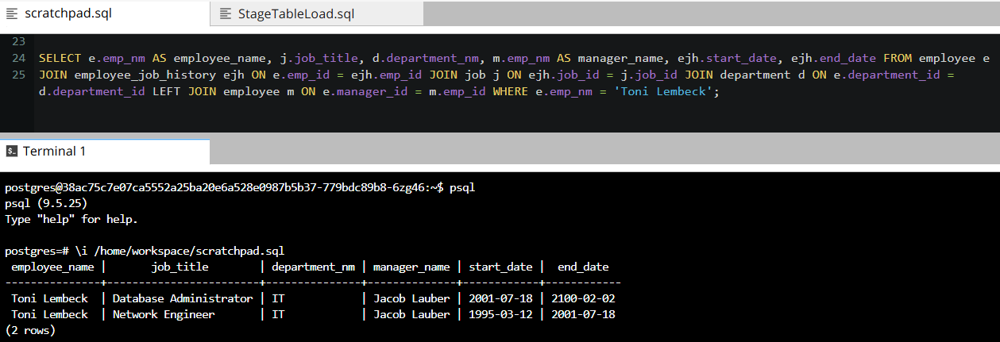 scratchpad.sql
StageTableLoad.sql
23
24 SELECT e.emp_nm AS employee_name, j.job_title, d.department_nm, m.emp_nm AS manager_name, ejh.start_date, ejh.end_date FROM employee e
25 JOIN employee_job_history ejh ON e.emp_id = ejh.emp_id JOIN job j ON ejh.job_id = j.job_id JOIN department d ON e.department_id =
d.department_id LEFT JOIN employee m ON e.manager_id = m.emp_id WHERE e.emp_nm = 'Toni Lembeck';
$_ Terminal 1
postgres@38ac75c7e07ca5552a25ba20e6a528e0987b5b37-779bdc89b8-6zg46:~$ psql
psql (9.5.25)
Type "help" for help.
postgres=# \i /home/workspace/scratchpad.sql
 employee_name |       job_title        | department_nm | manager_name | start_date |  end_date
---------------+------------------------+---------------+--------------+------------+------------
 Toni Lembeck  | Database Administrator | IT            | Jacob Lauber | 2001-07-18 | 2100-02-02
 Toni Lembeck  | Network Engineer       | IT            | Jacob Lauber | 1995-03-12 | 2001-07-18
(2 rows)